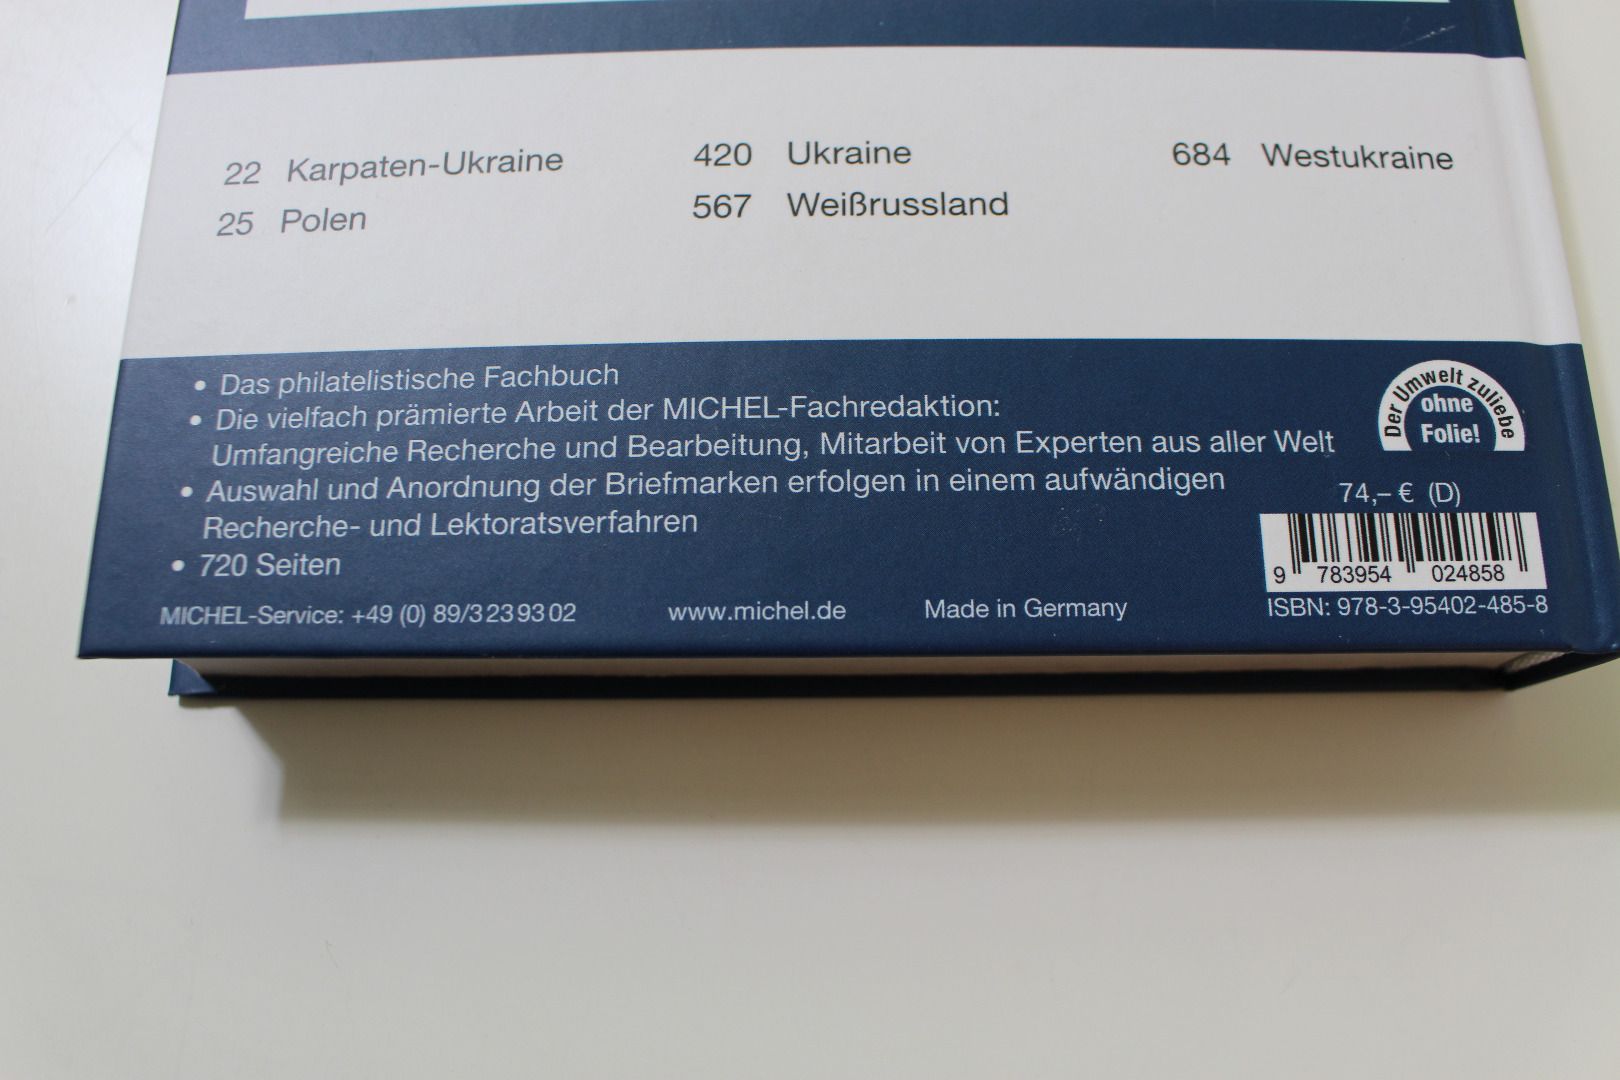 22 Karpaten-Ukraine
25 Polen
420 Ukraine
567 Weißrussland
684 Westukraine
• Das philatelistische Fachbuch
• Die vielfach prämierte Arbeit der MICHEL-Fachredaktion:
Umfangreiche Recherche und Bearbeitung, Mitarbeit von Experten aus aller Welt
• Auswahl und Anordnung der Briefmarken erfolgen in einem aufwändigen
Recherche- und Lektoratsverfahren
• 720 Seiten
MICHEL-Service: +49 (0) 89/3 23 93 02 www.michel.de Made in Germany
Der Umwelt zuliebe
ohne
Folie!
74,– € (D)
9 783954 024858
ISBN: 978-3-95402-485-8